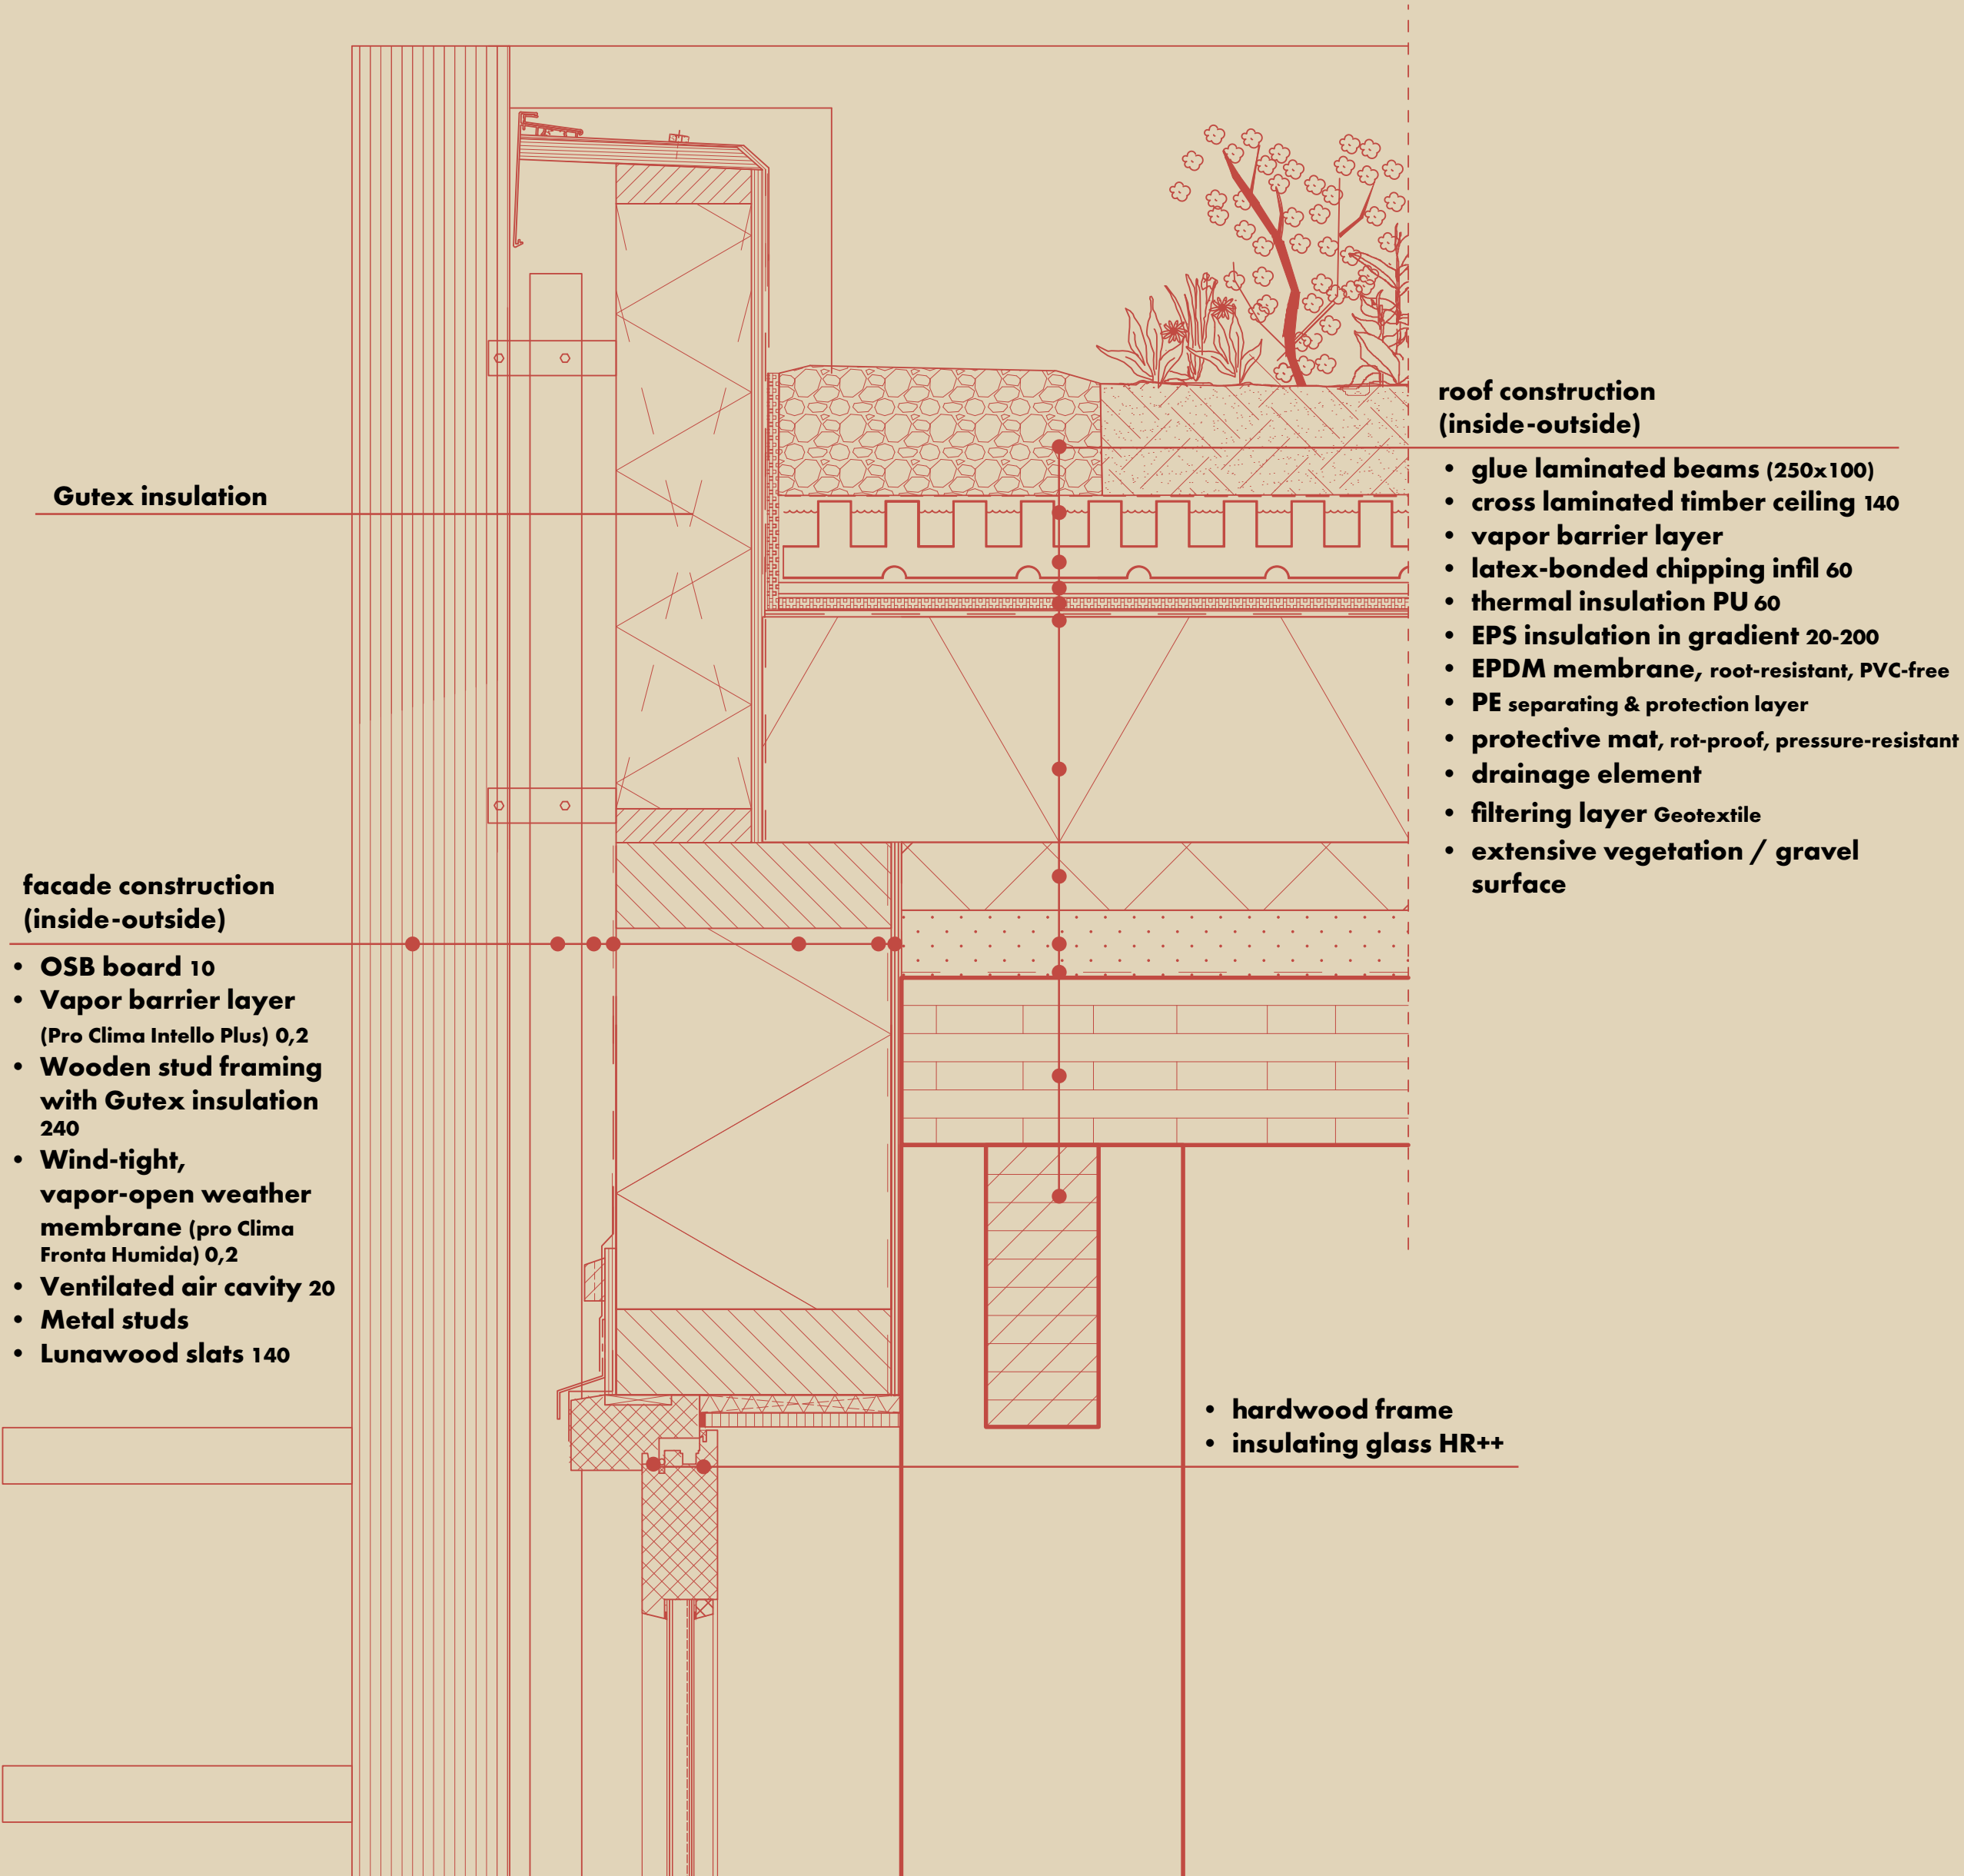 roof construction
(inside-outside)
• glue laminated beams (250x100)
• cross laminated timber ceiling 140
• vapor barrier layer
• latex-bonded chipping infil 60
• thermal insulation PU 60
• EPS insulation in gradient 20-200
• EPDM membrane, root-resistant, PVC-free
• PE separating & protection layer
• protective mat, rot-proof, pressure-resistant
• drainage element
• filtering layer Geotextile
• extensive vegetation / gravel
surface
Gutex insulation
facade construction
(inside-outside)
• OSB board 10
• Vapor barrier layer
(Pro Clima Intello Plus) 0,2
• Wooden stud framing
with Gutex insulation
240
• Wind-tight,
vapor-open weather
membrane (pro Clima
Fronta Humida) 0,2
• Ventilated air cavity 20
• Metal studs
• Lunawood slats 140
• hardwood frame
• insulating glass HR++